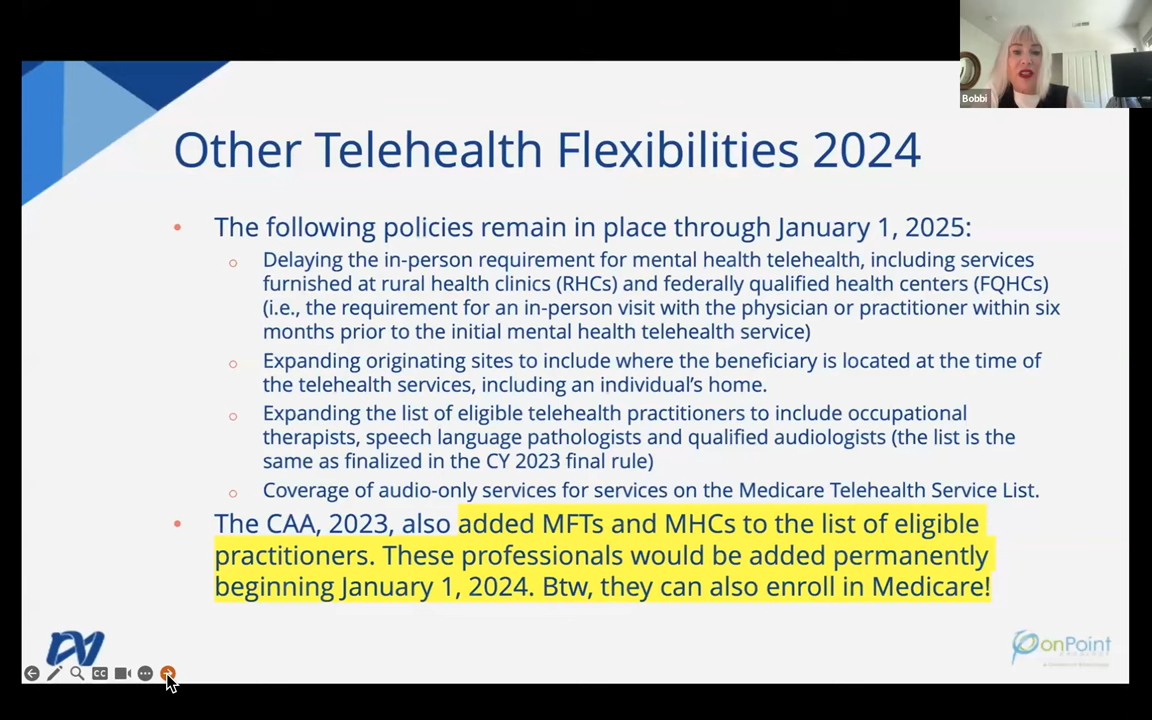 Bobbi
Other Telehealth Flexibilities 2024
• The following policies remain in place through January 1, 2025:
o Delaying the in-person requirement for mental health telehealth, including services
furnished at rural health clinics (RHCs) and federally qualified health centers (FQHCs)
(i.e., the requirement for an in-person visit with the physician or practitioner within six
months prior to the initial mental health telehealth service)
o Expanding originating sites to include where the beneficiary is located at the time of
the telehealth services, including an individual's home.
o Expanding the list of eligible telehealth practitioners to include occupational
therapists, speech language pathologists and qualified audiologists (the list is the
same as finalized in the CY 2023 final rule)
o Coverage of audio-only services for services on the Medicare Telehealth Service List.
• The CAA, 2023, also added MFTs and MHCs to the list of eligible
practitioners. These professionals would be added permanently
beginning January 1, 2024. Btw, they can also enroll in Medicare!
onPoint
CC